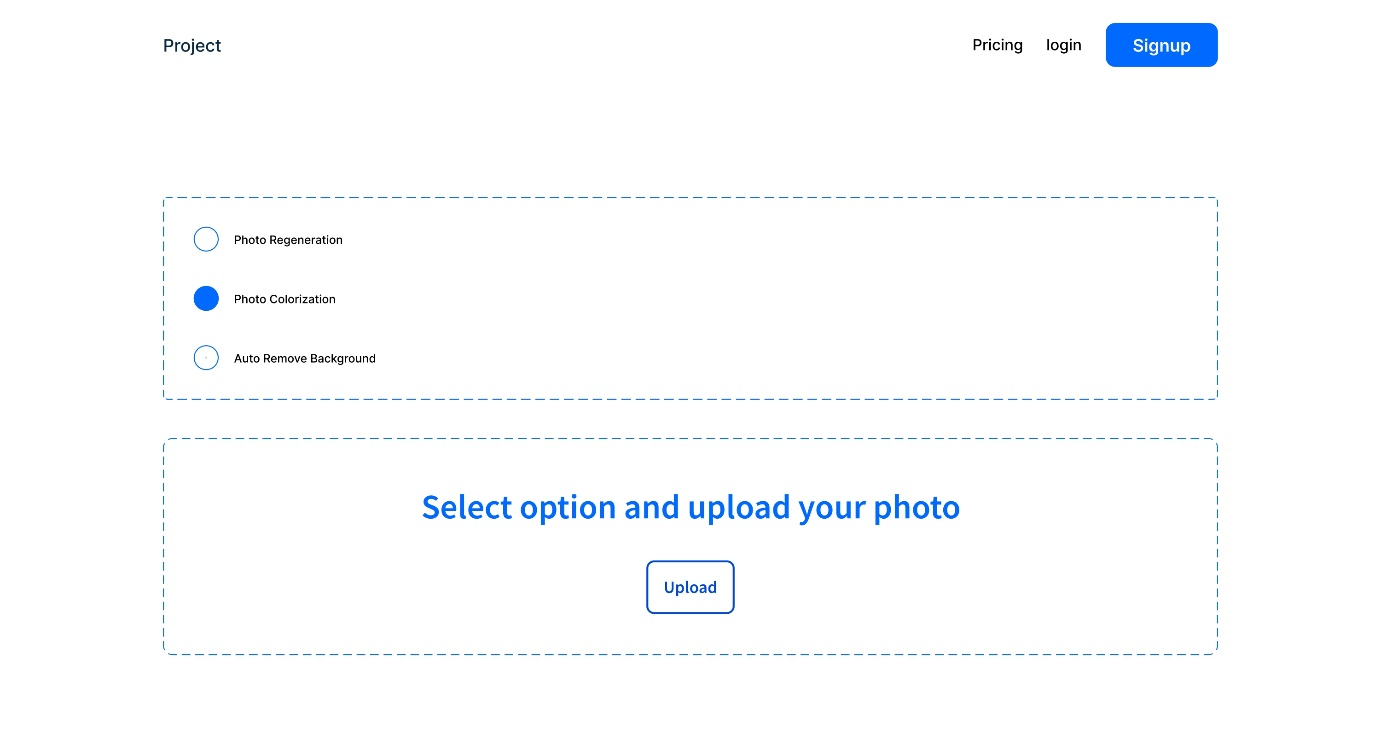 Project
Pricing login Signup
Photo Regeneration
Photo Colorization
Auto Remove Background
Select option and upload your photo
Upload